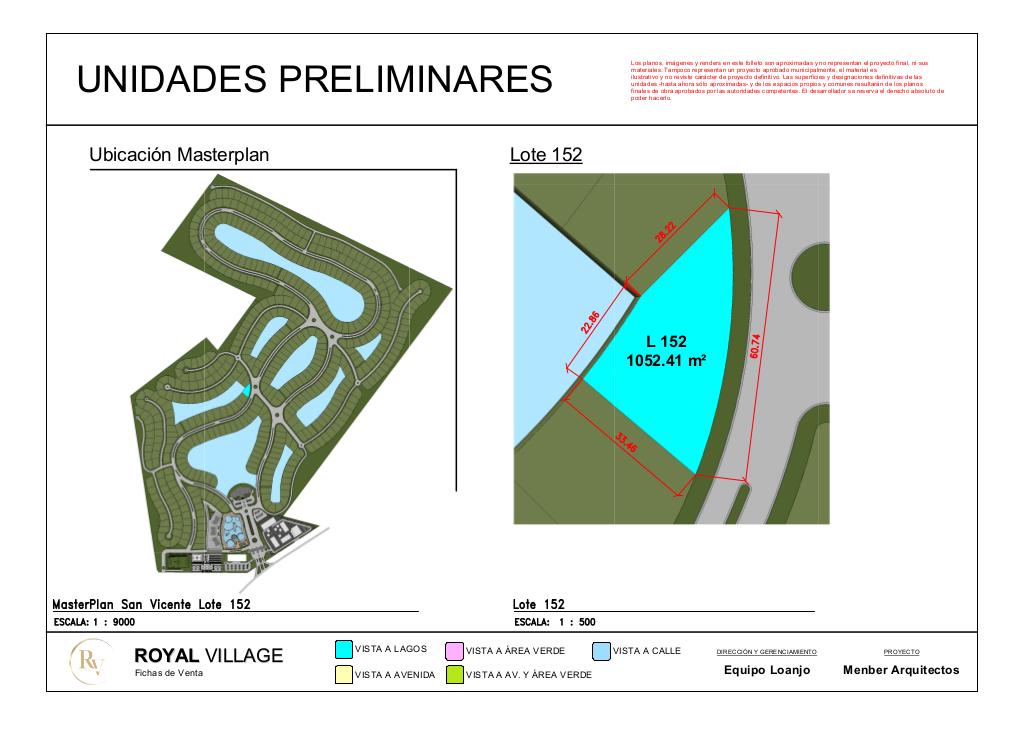 UNIDADES PRELIMINARES
Los planos, imágenes y renders en este folleto son aproximadas y no representan el proyecto final, ni sus
materiales. Tampoco representan un proyecto aprobado municipalmente, el material es
ilustrativo y no reviste carácter de proyecto definitivo. Las superficies y designaciones definitivas de las
unidades -hasta ahora sólo aproximadas- y de los espacios propios y comunes resultarán de los planos
finales de obra aprobados por las autoridades competentes. El desarrollador se reserva el derecho absoluto de
poder hacerlo.
Ubicación Masterplan
Lote 152
28.22
22.86
60.74
33.46
L 152
1052.41 m²
MasterPlan San Vicente Lote 152
ESCALA: 1 : 9000
Lote 152
ESCALA: 1 : 500
RV
ROYAL VILLAGE
Fichas de Venta
VISTA A LAGOS
VISTA A ÁREA VERDE
VISTA A CALLE
VISTA A AVENIDA
VISTA A AV. Y ÁREA VERDE
DIRECCIÓN Y GERENCIAMIENTO
Equipo Loanjo
PROYECTO
Menber Arquitectos